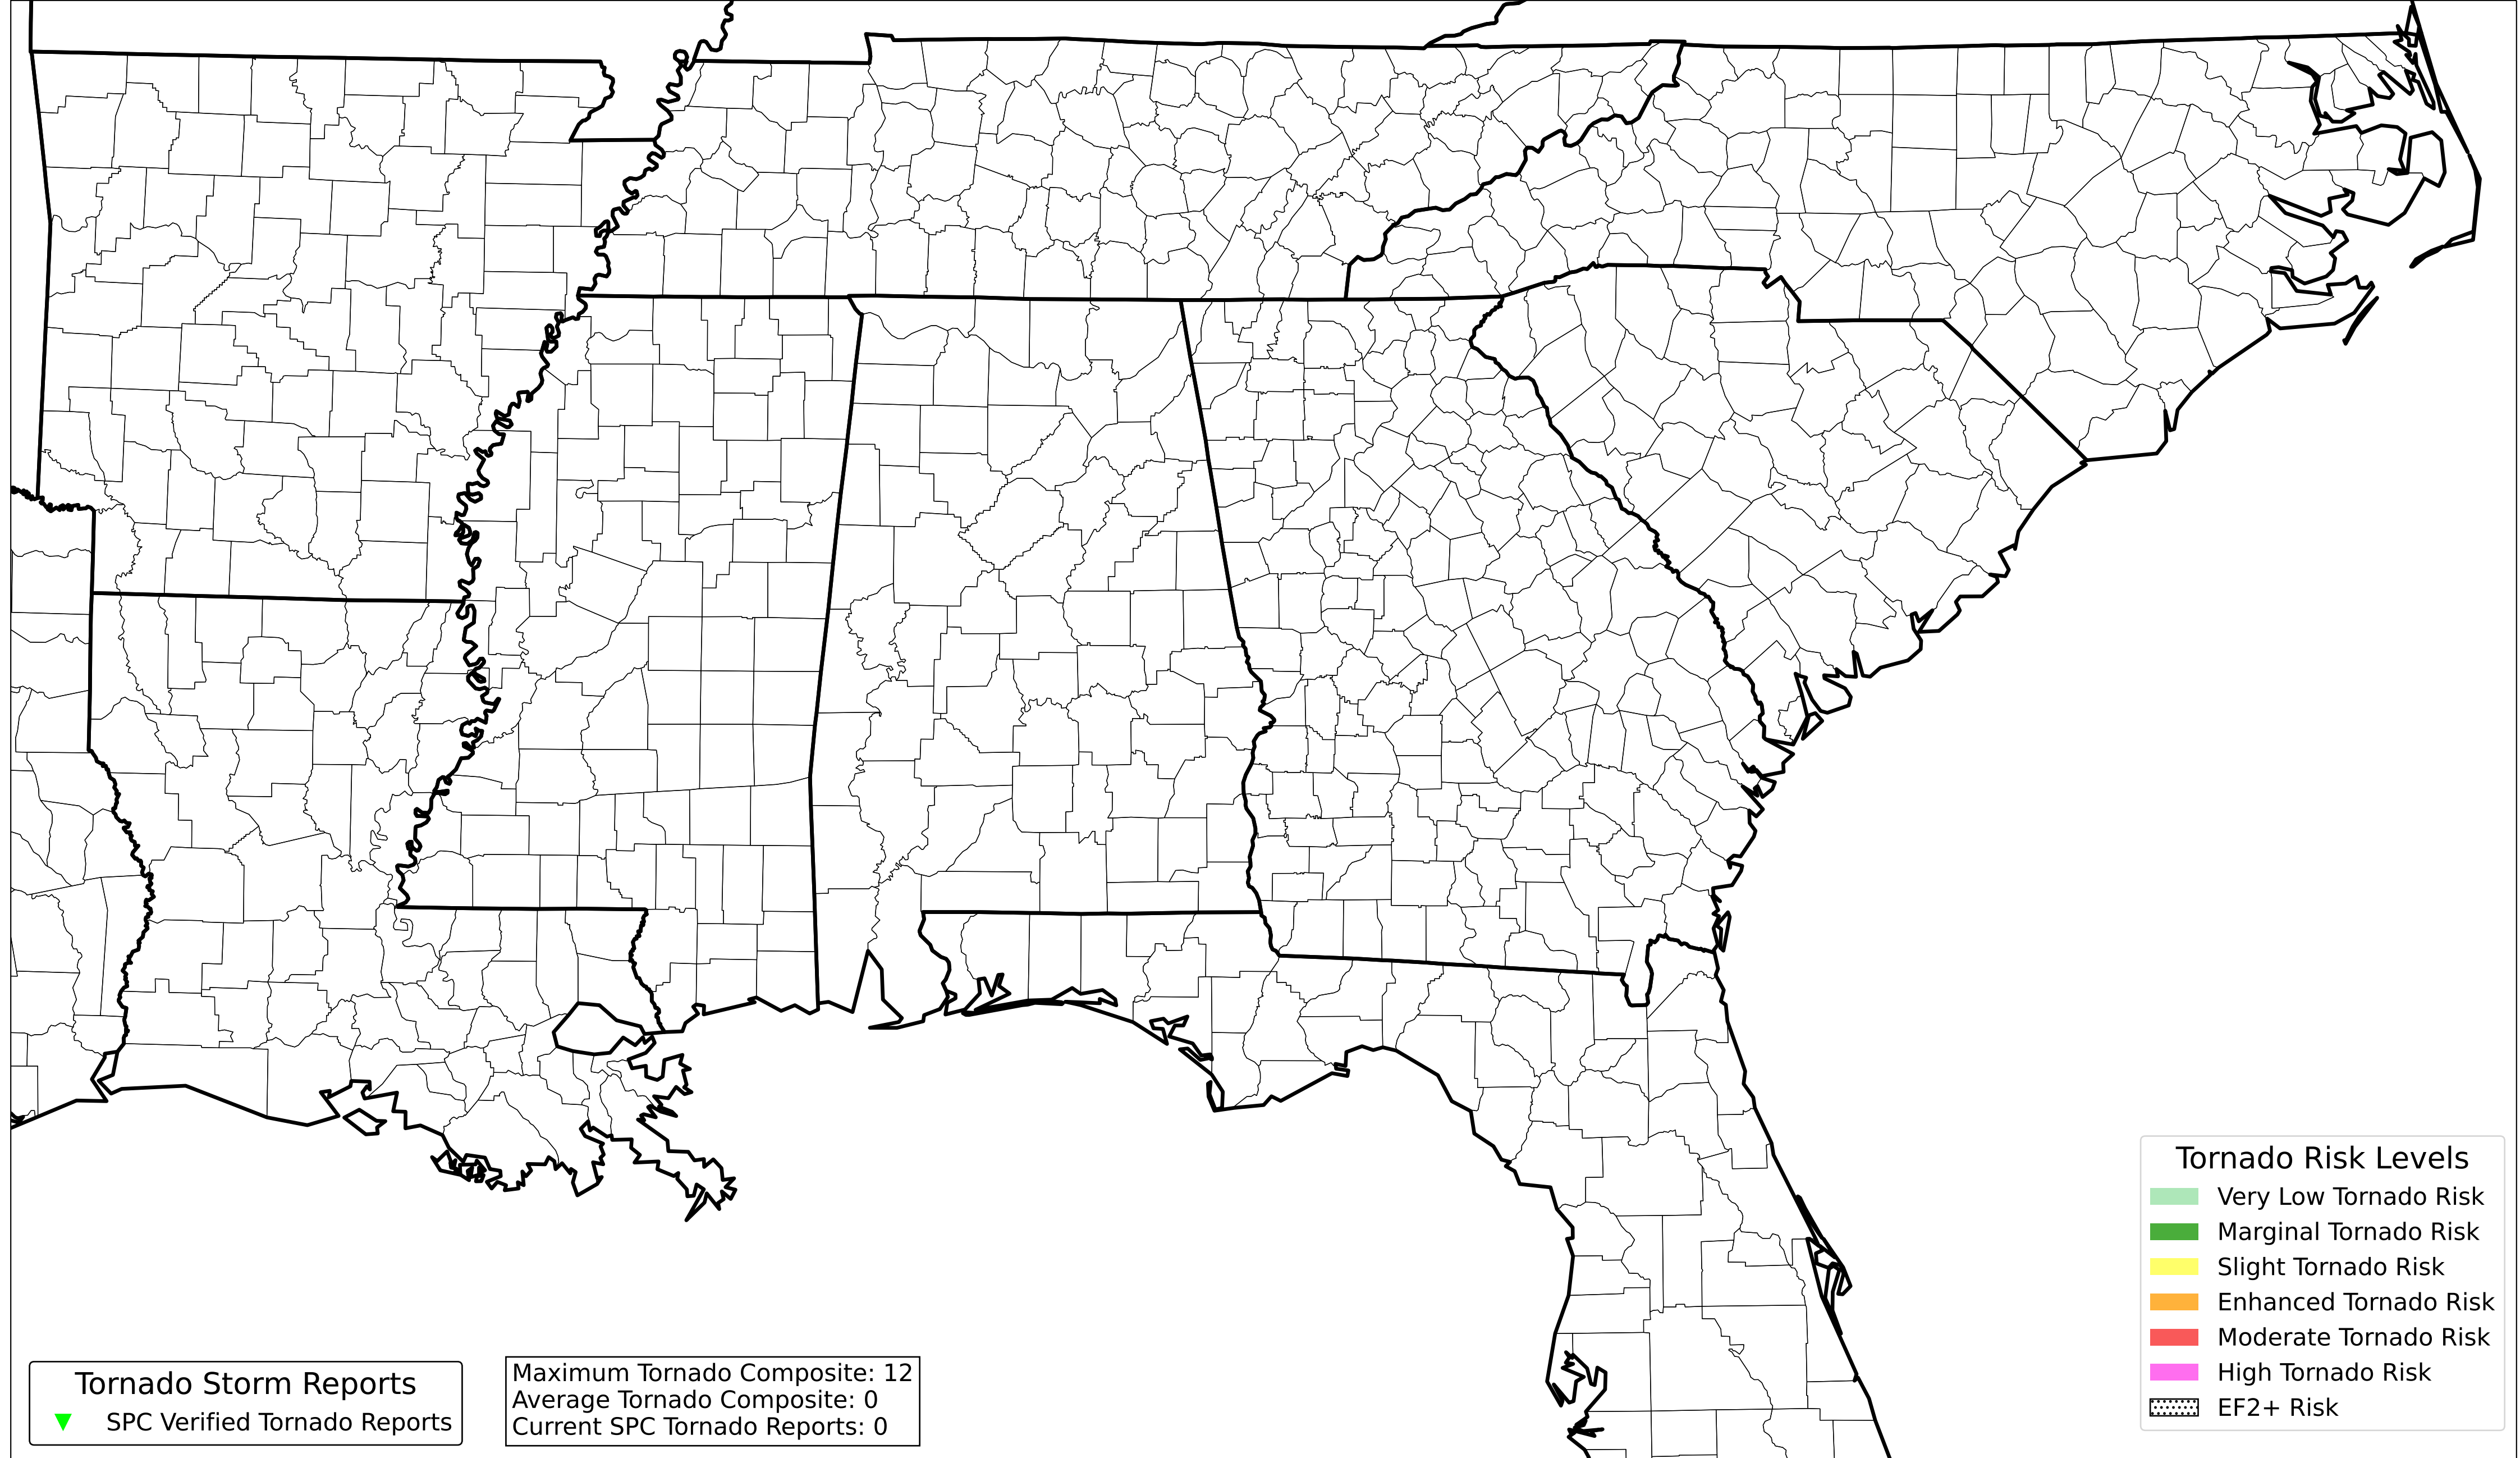 Tornado Risk Levels
Very Low Tornado Risk
Marginal Tornado Risk
Slight Tornado Risk
Enhanced Tornado Risk
Moderate Tornado Risk
High Tornado Risk
EF2+ Risk
Tornado Storm Reports
SPC Verified Tornado Reports
Maximum Tornado Composite: 12
Average Tornado Composite: 0
Current SPC Tornado Reports: 0